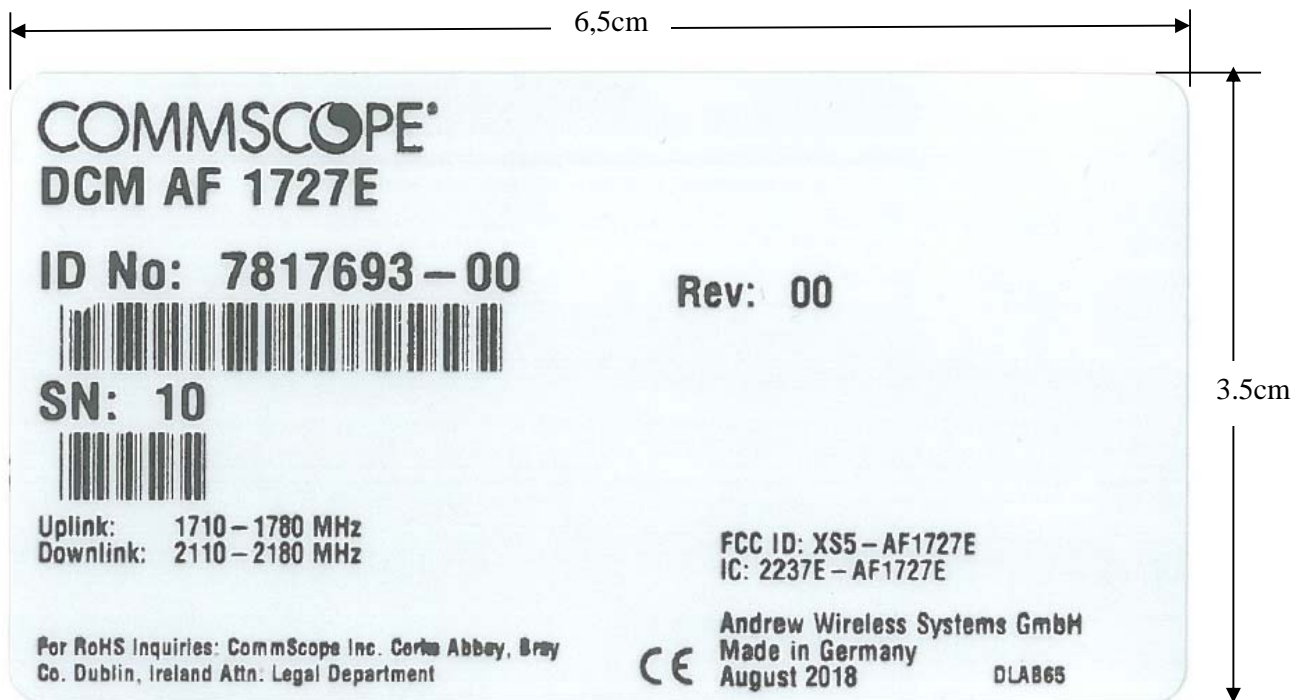 6,5cm
COMMSCOPE®
DCM AF 1727E
ID No: 7817693-00
Rev: 00
SN: 10
3.5cm
Uplink: 1710-1780 MHz
Downlink: 2110-2180 MHz
FCC ID: XS5-AF1727E
IC: 2237E-AF1727E
For RoHS Inquiries: CommScope Inc. Corke Abbey, Bray
Co. Dublin, Ireland Attn: Legal Department
CE
Andrew Wireless Systems GmbH
Made in Germany
August 2018
DLAB65